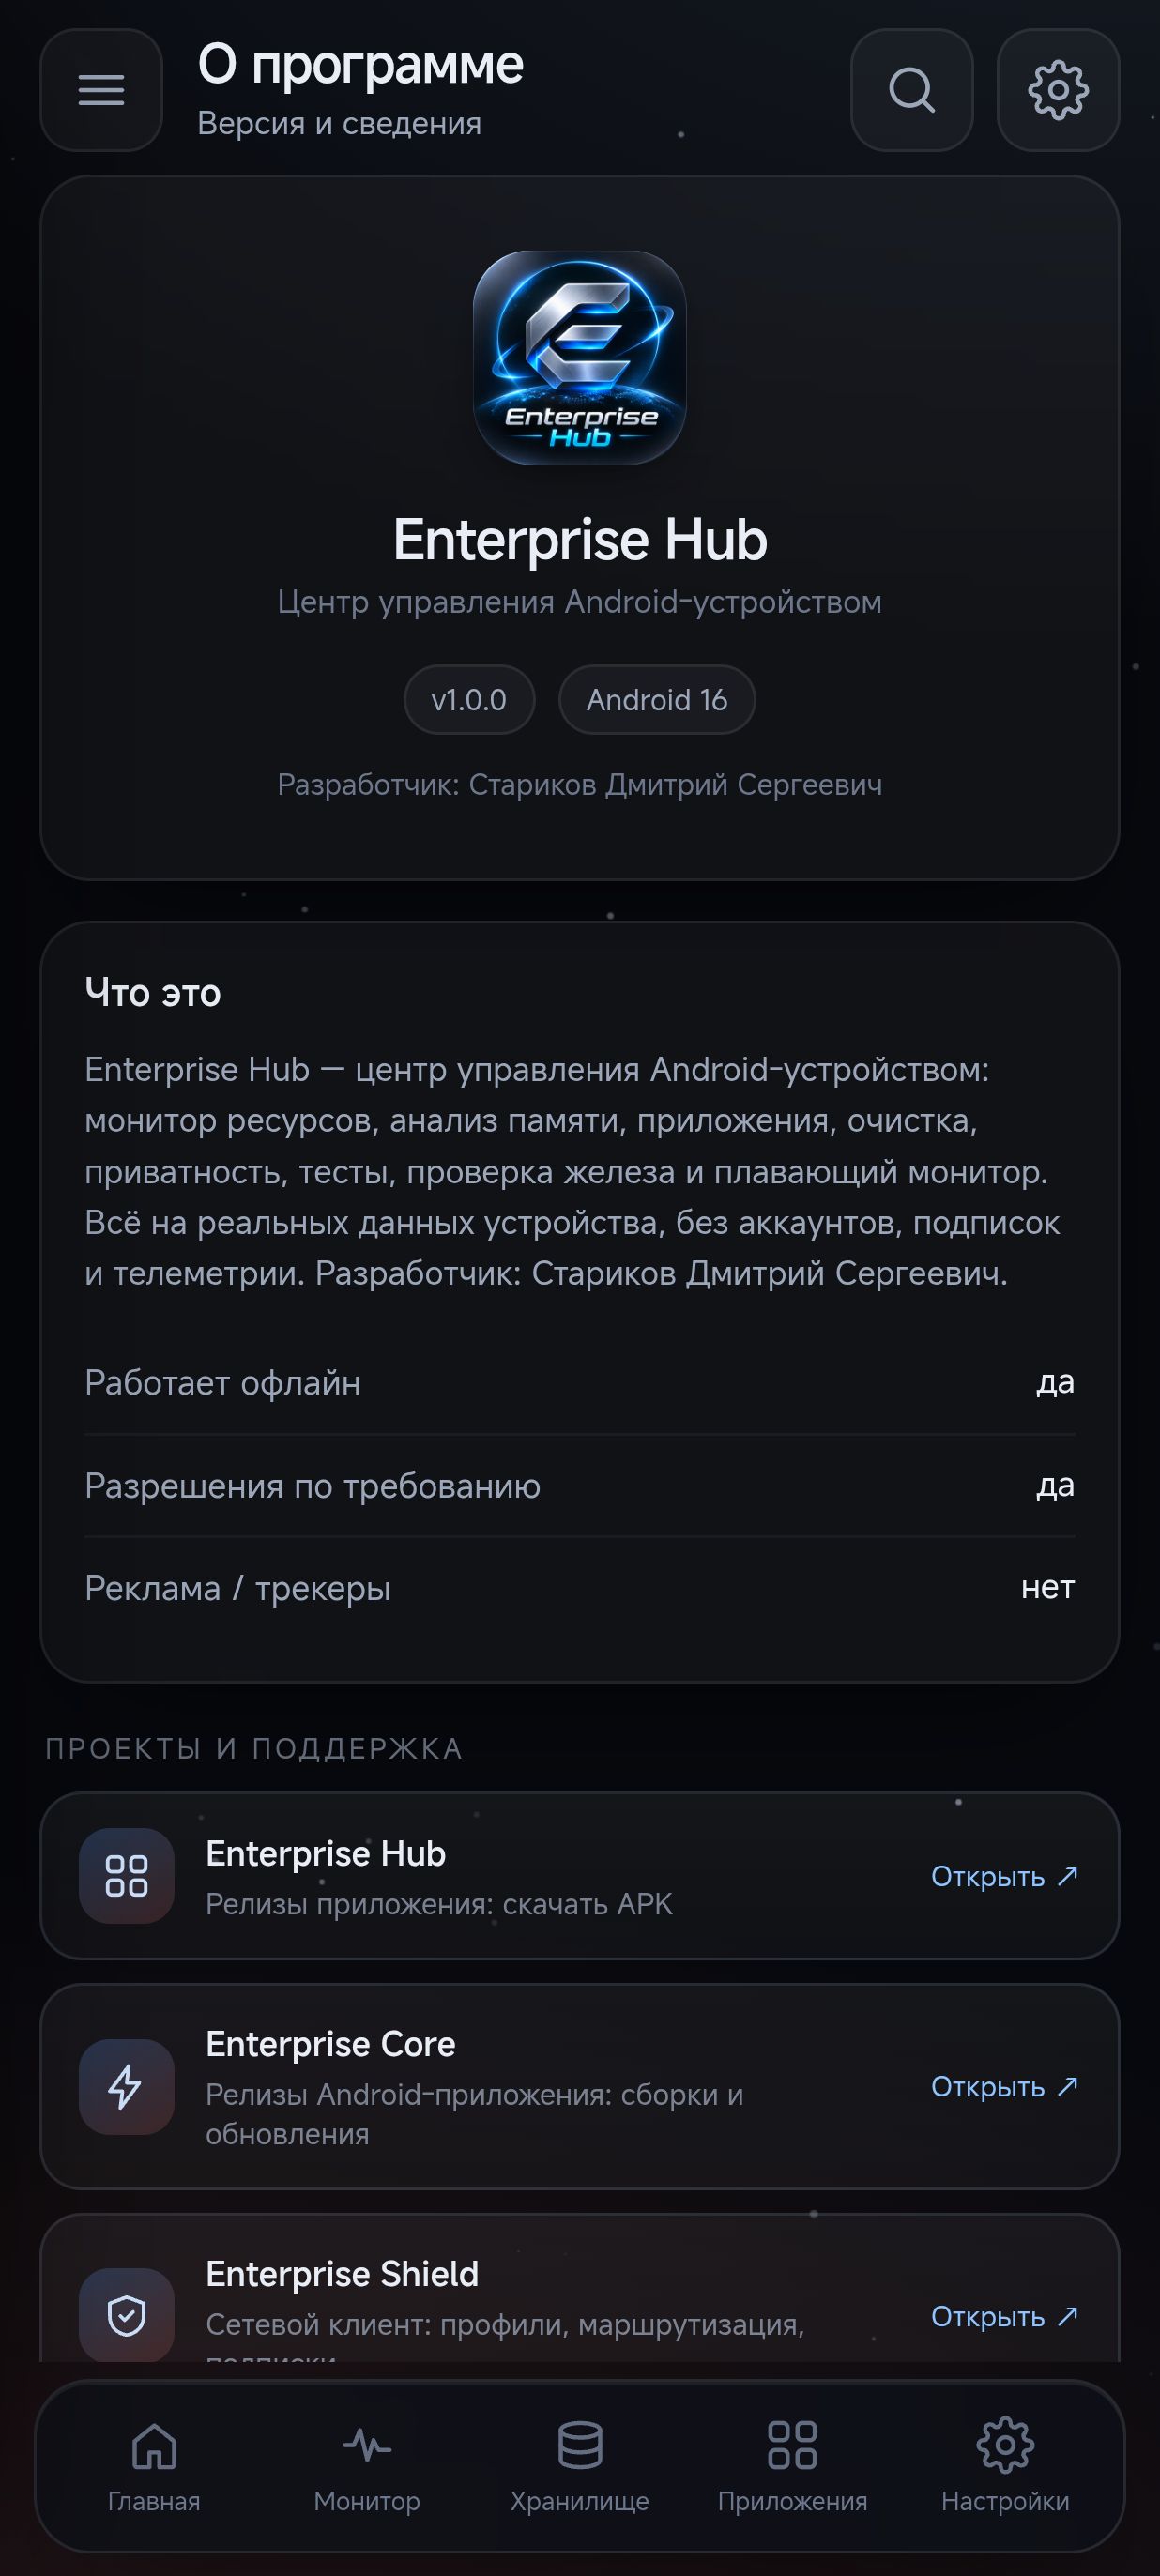 О программе
Версия и сведения
Enterprise
Hub
Enterprise Hub
Центр управления Android-устройством
v1.0.0
Android 16
Разработчик: Стариков Дмитрий Сергеевич
Что это
Enterprise Hub — центр управления Android-устройством:
монитор ресурсов, анализ памяти, приложения, очистка,
приватность, тесты, проверка железа и плавающий монитор.
Всё на реальных данных устройства, без аккаунтов, подписок
и телеметрии. Разработчик: Стариков Дмитрий Сергеевич.
Работает офлайн
да
Разрешения по требованию
да
Реклама / трекеры
нет
ПРОЕКТЫ И ПОДДЕРЖКА
Enterprise Hub
Релизы приложения: скачать APK
Открыть ↗
Enterprise Core
Релизы Android-приложения: сборки и
обновления
Открыть ↗
Enterprise Shield
Сетевой клиент: профили, маршрутизация,
Открыть ↗
Главная
Монитор
Хранилище
Приложения
Настройки